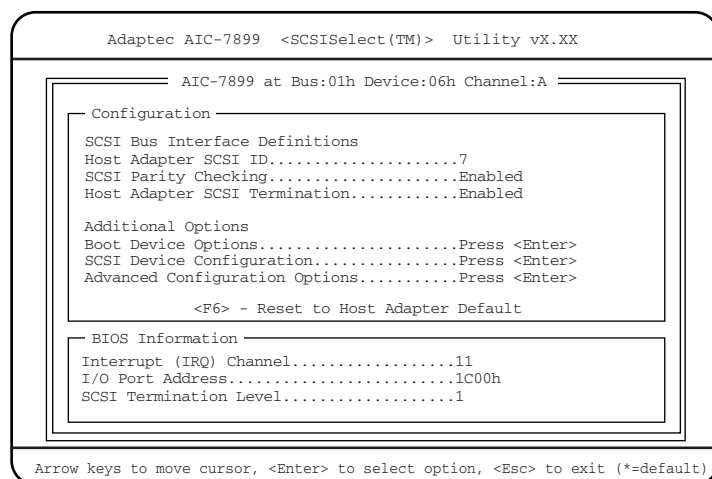 Adaptec AIC-7899 <SCSISelect(TM)> Utility vX.XX
AIC-7899 at Bus:01h Device:06h Channel:A
Configuration
SCSI Bus Interface Definitions
Host Adapter SCSI ID.....................7
SCSI Parity Checking.....................Enabled
Host Adapter SCSI Termination............Enabled
Additional Options
Boot Device Options......................Press <Enter>
SCSI Device Configuration................Press <Enter>
Advanced Configuration Options...........Press <Enter>
<F6> - Reset to Host Adapter Default
BIOS Information
Interrupt (IRQ) Channel..................11
I/O Port Address.........................1C00h
SCSI Termination Level...................1
Arrow keys to move cursor, <Enter> to select option, <Esc> to exit (*=default)